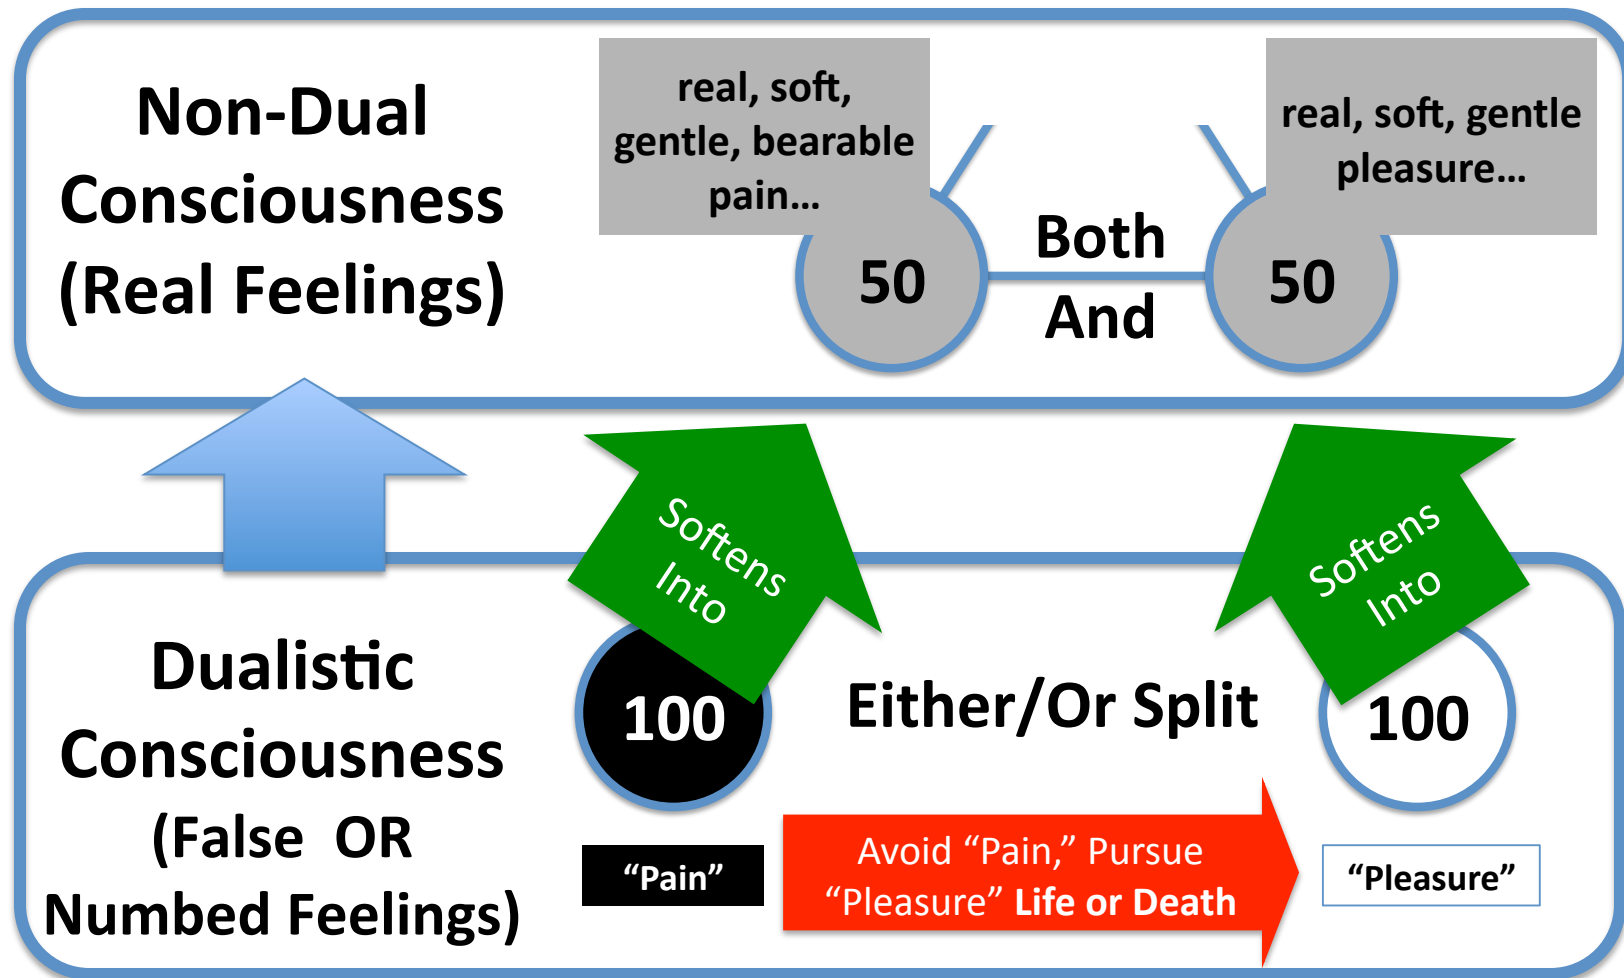 Non-Dual
Consciousness
(Real Feelings)
real, soft,
gentle, bearable
pain…
real, soft, gentle
pleasure…
50
Both
And
50
Softens
Into
Softens
Into
Dualistic
Consciousness
(False OR
Numbed Feelings)
100
Either/Or Split
100
“Pain”
Avoid “Pain,” Pursue
“Pleasure” Life or Death
“Pleasure”